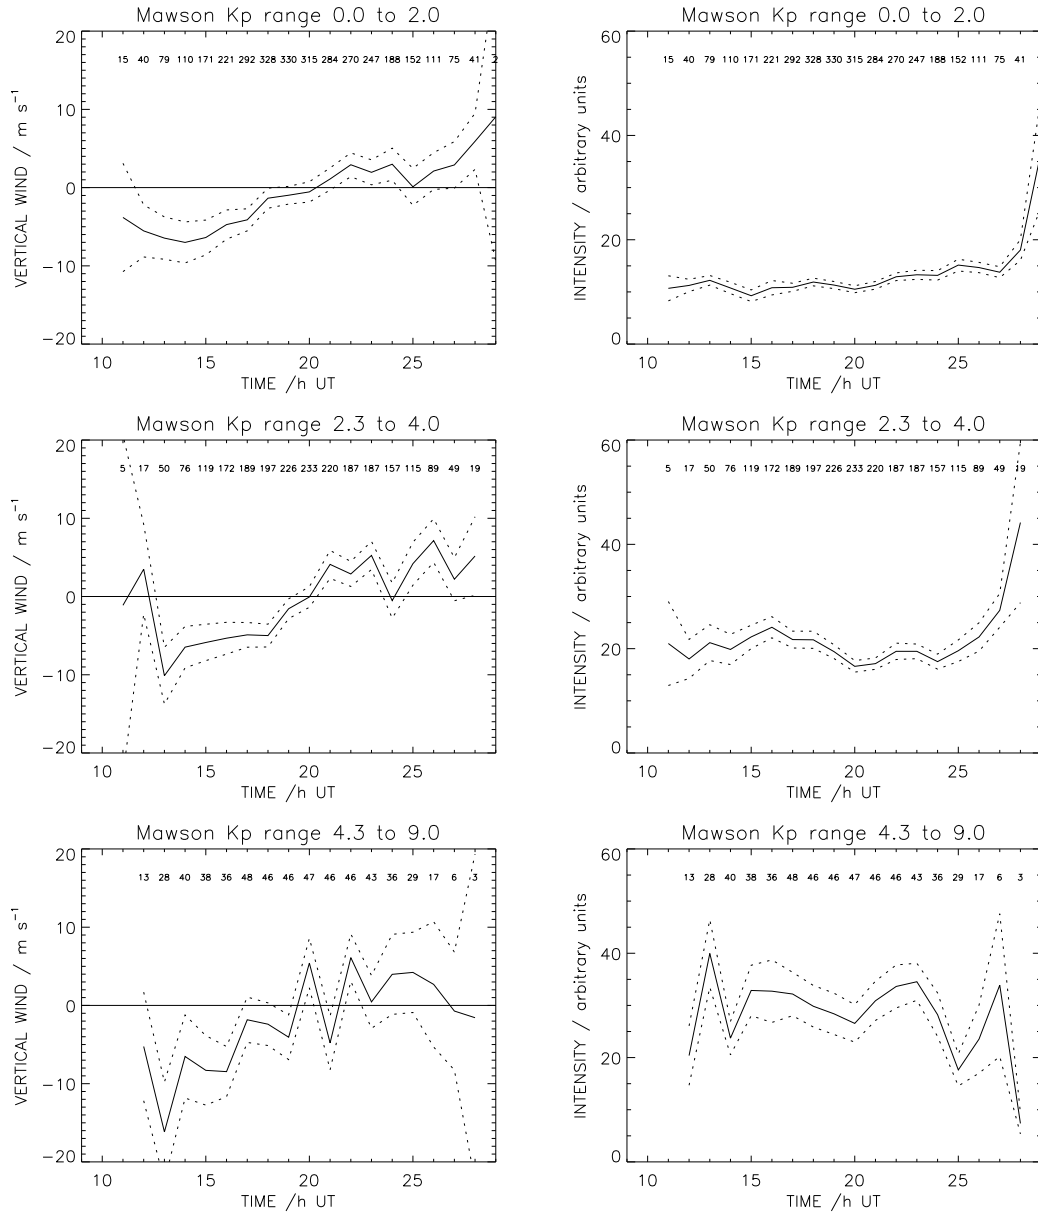 Mawson Kp range 0.0 to 2.0
20
10
0
−10
−20
15 40 79 110 171 221 292 328 330 315 284 270 247 188 152 111 75 41 2
10 15 20 25
TIME /h UT
VERTICAL WIND / m s⁻¹
Mawson Kp range 0.0 to 2.0
60
40
20
0
15 40 79 110 171 221 292 328 330 315 284 270 247 188 152 111 75 41
10 15 20 25
TIME /h UT
INTENSITY / arbitrary units
Mawson Kp range 2.3 to 4.0
20
10
0
−10
−20
5 17 50 76 119 172 189 197 226 233 220 187 187 157 115 89 49 19
10 15 20 25
TIME /h UT
VERTICAL WIND / m s⁻¹
Mawson Kp range 2.3 to 4.0
60
40
20
0
5 17 50 76 119 172 189 197 226 233 220 187 187 157 115 89 49 19
10 15 20 25
TIME /h UT
INTENSITY / arbitrary units
Mawson Kp range 4.3 to 9.0
20
10
0
−10
−20
13 28 40 38 36 48 46 46 47 46 46 43 36 29 17 6 3
10 15 20 25
TIME /h UT
VERTICAL WIND / m s⁻¹
Mawson Kp range 4.3 to 9.0
60
40
20
0
13 28 40 38 36 48 46 46 47 46 46 43 36 29 17 6 3
10 15 20 25
TIME /h UT
INTENSITY / arbitrary units